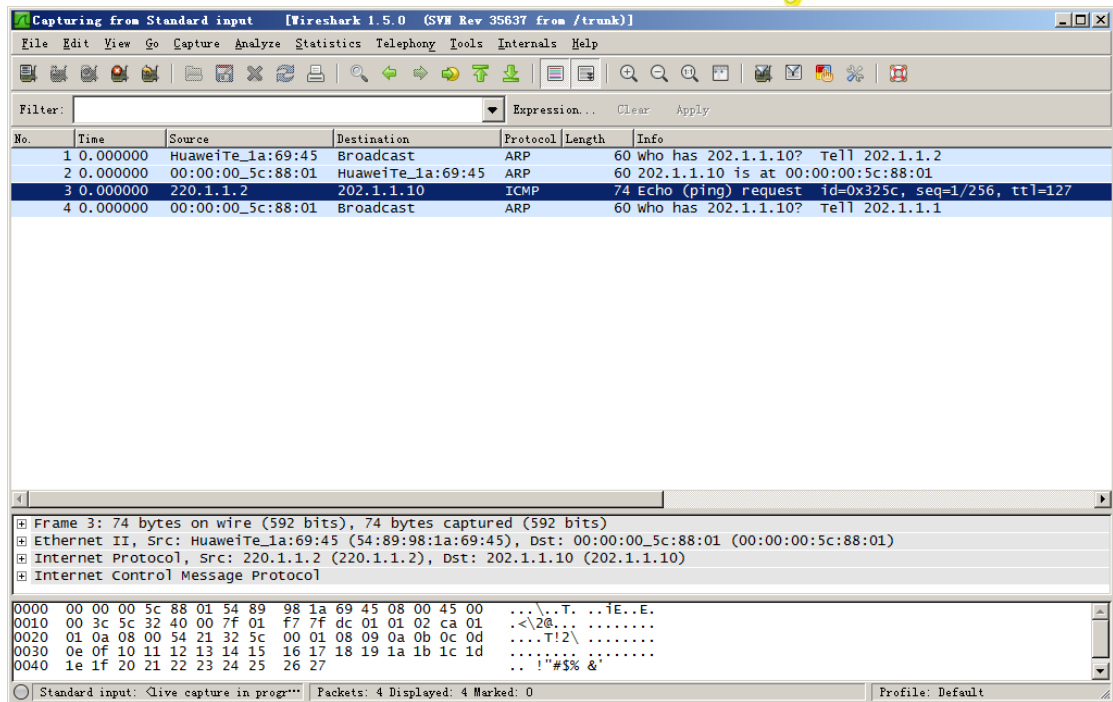 Capturing from Standard input [Wireshark 1.5.0 (SVN Rev 35637 from /trunk)]
File Edit View Go Capture Analyze Statistics Telephony Tools Internals Help
Filter: Expression... Clear Apply
No. Time Source Destination Protocol Length Info
1 0.000000 HuaweiTe_1a:69:45 Broadcast ARP 60 Who has 202.1.1.10? Tell 202.1.1.2
2 0.000000 00:00:00_5c:88:01 HuaweiTe_1a:69:45 ARP 60 202.1.1.10 is at 00:00:00:5c:88:01
3 0.000000 220.1.1.2 202.1.1.10 ICMP 74 Echo (ping) request id=0x325c, seq=1/256, ttl=127
4 0.000000 00:00:00_5c:88:01 Broadcast ARP 60 Who has 202.1.1.10? Tell 202.1.1.1
Frame 3: 74 bytes on wire (592 bits), 74 bytes captured (592 bits)
Ethernet II, Src: HuaweiTe_1a:69:45 (54:89:98:1a:69:45), Dst: 00:00:00_5c:88:01 (00:00:00:5c:88:01)
Internet Protocol, Src: 220.1.1.2 (220.1.1.2), Dst: 202.1.1.10 (202.1.1.10)
Internet Control Message Protocol
0000 00 00 00 5c 88 01 54 89 98 1a 69 45 08 00 45 00 ...\..T. ..iE..E.
0010 00 3c 5c 32 40 00 7f 01 f7 7f dc 01 01 02 ca 01 .<\2@... ........
0020 01 0a 08 00 54 21 32 5c 00 01 08 09 0a 0b 0c 0d ....T!2\ ........
0030 0e 0f 10 11 12 13 14 15 16 17 18 19 1a 1b 1c 1d ........ ........
0040 1e 1f 20 21 22 23 24 25 26 27 .. !"#$% &'
Standard input: <live capture in progr··· Packets: 4 Displayed: 4 Marked: 0 Profile: Default